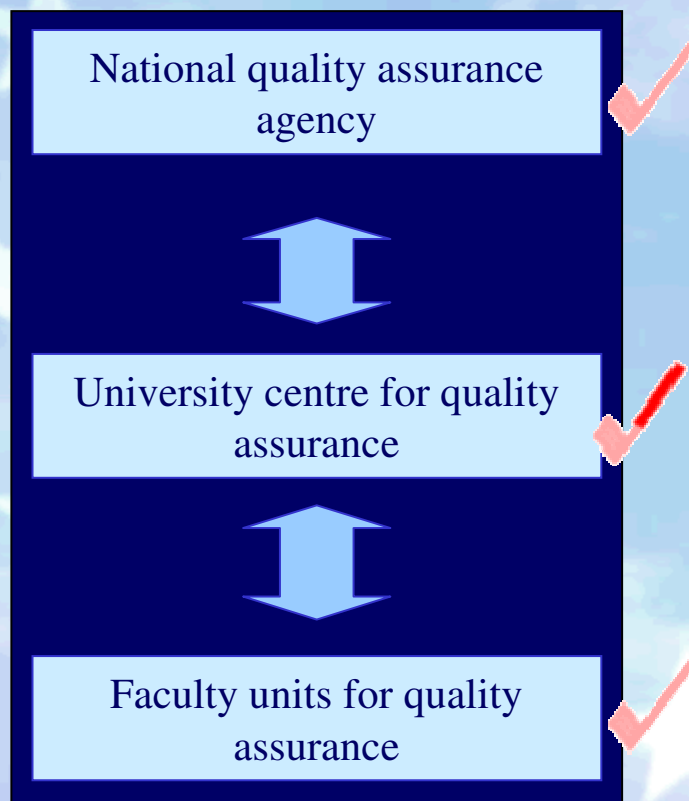 National quality assurance
agency
University centre for quality
assurance
Faculty units for quality
assurance